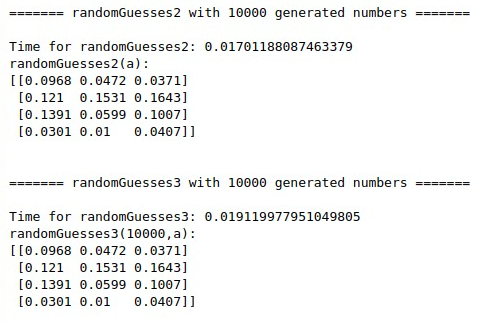 ======= randomGuesses2 with 10000 generated numbers =======
Time for randomGuesses2: 0.01701188087463379
randomGuesses2(a):
[[0.0968 0.0472 0.0371]
 [0.121  0.1531 0.1643]
 [0.1391 0.0599 0.1007]
 [0.0301 0.01   0.0407]]
======= randomGuesses3 with 10000 generated numbers =======
Time for randomGuesses3: 0.019119977951049805
randomGuesses3(10000,a):
[[0.0968 0.0472 0.0371]
 [0.121  0.1531 0.1643]
 [0.1391 0.0599 0.1007]
 [0.0301 0.01   0.0407]]